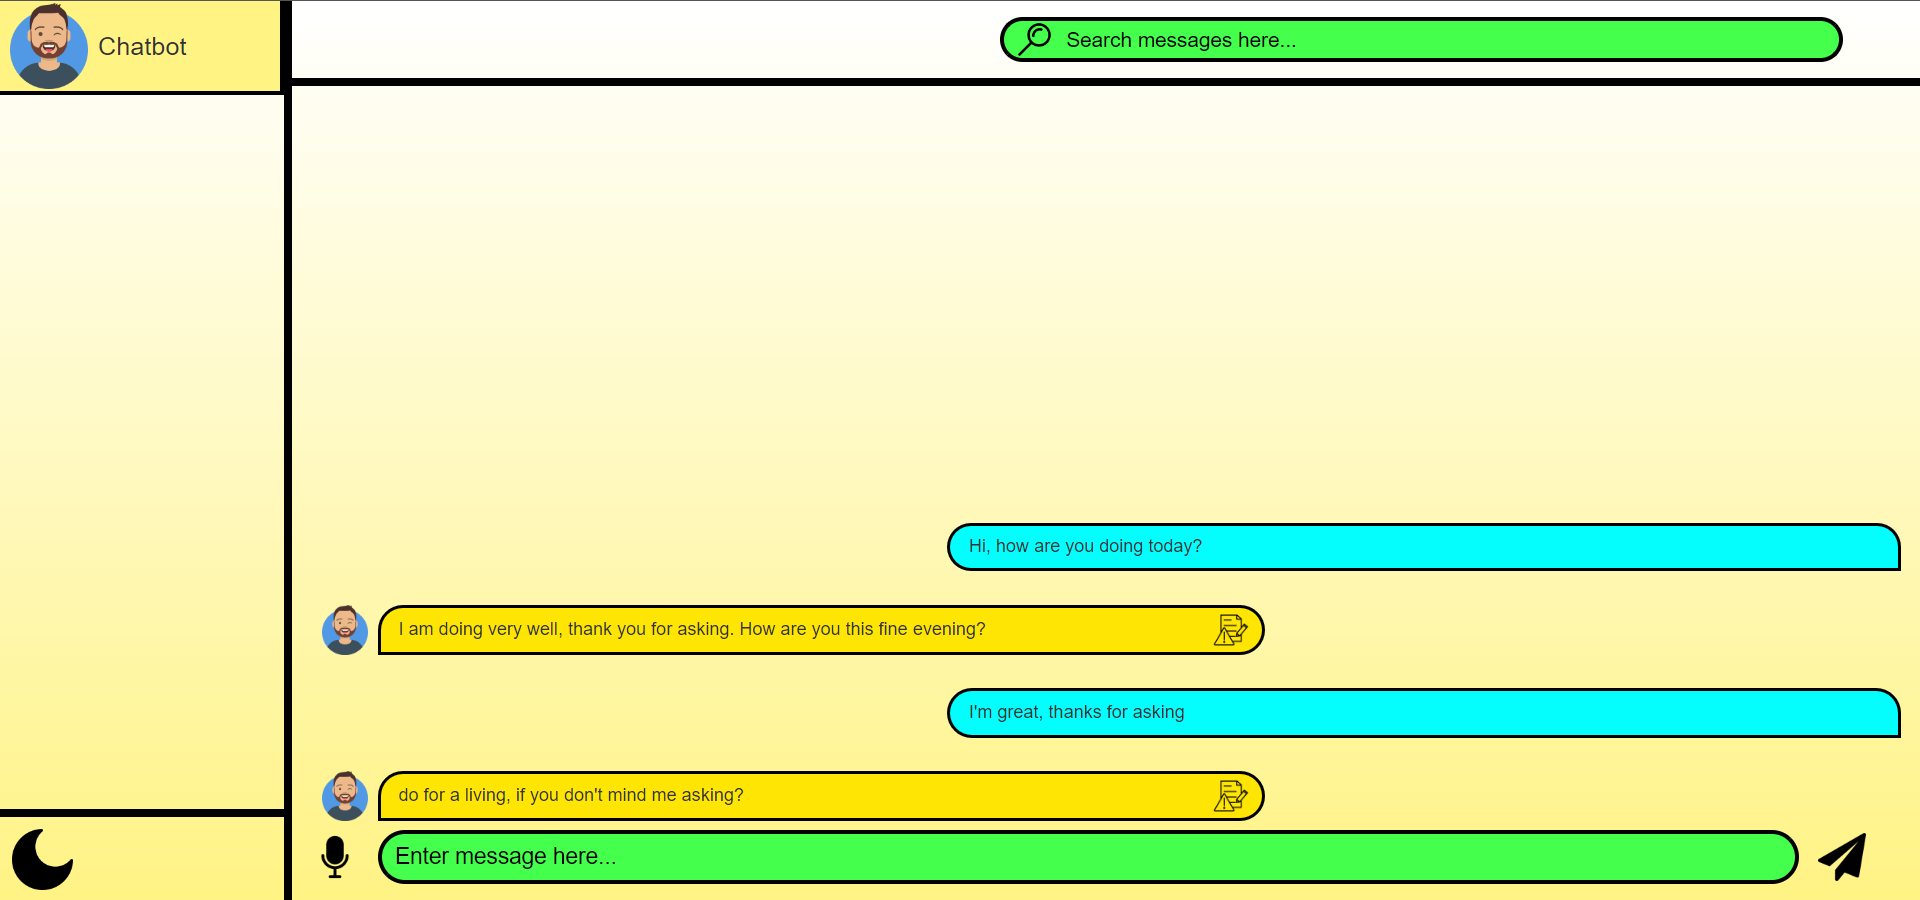 Chatbot
Search messages here...
Hi, how are you doing today?
I am doing very well, thank you for asking. How are you this fine evening?
I'm great, thanks for asking
do for a living, if you don't mind me asking?
Enter message here...